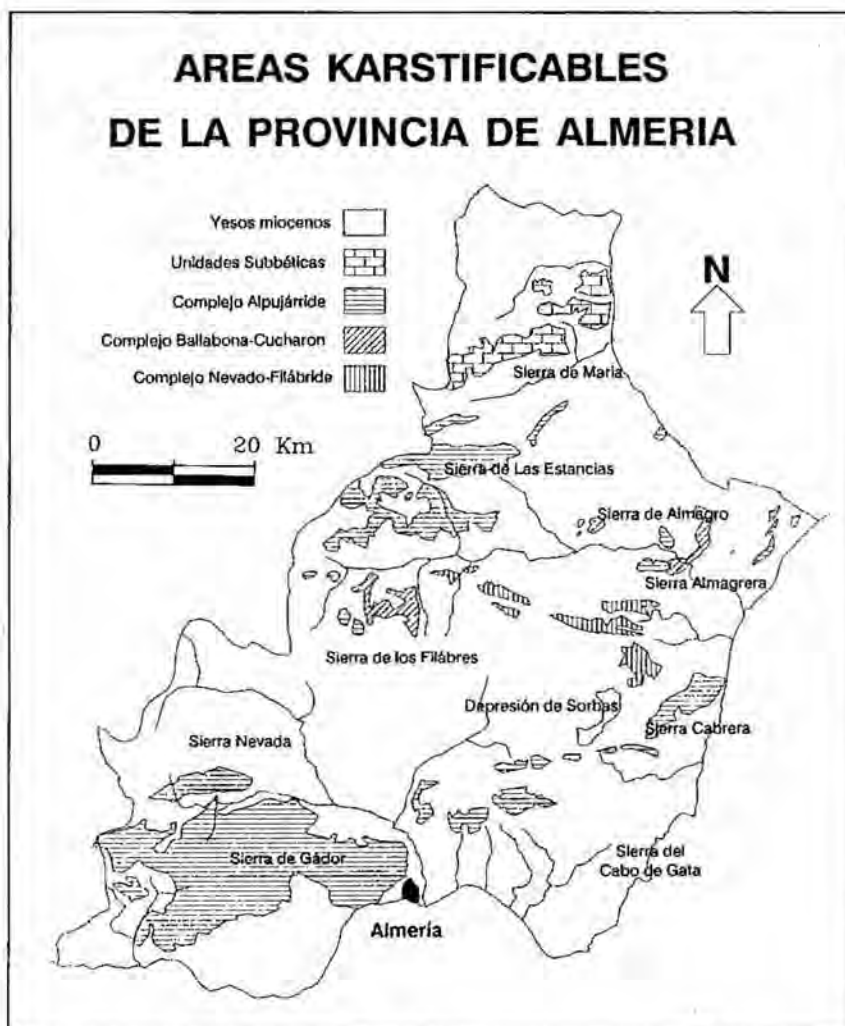 AREAS KARSTIFICABLES
DE LA PROVINCIA DE ALMERIA
Yesos miocenos
Unidades Subbéticas
Complejo Alpujárride
Complejo Ballabona-Cucharon
Complejo Nevado-Filábride
N
0 20 Km
Sierra de Maria
Sierra de Las Estancias
Sierra de Almagro
Sierra Almagrera
Sierra de los Filábres
Depresión de Sorbas
Sierra Nevada
Sierra Cabrera
Sierra de Gádor
Sierra del
Cabo de Gata
Almería